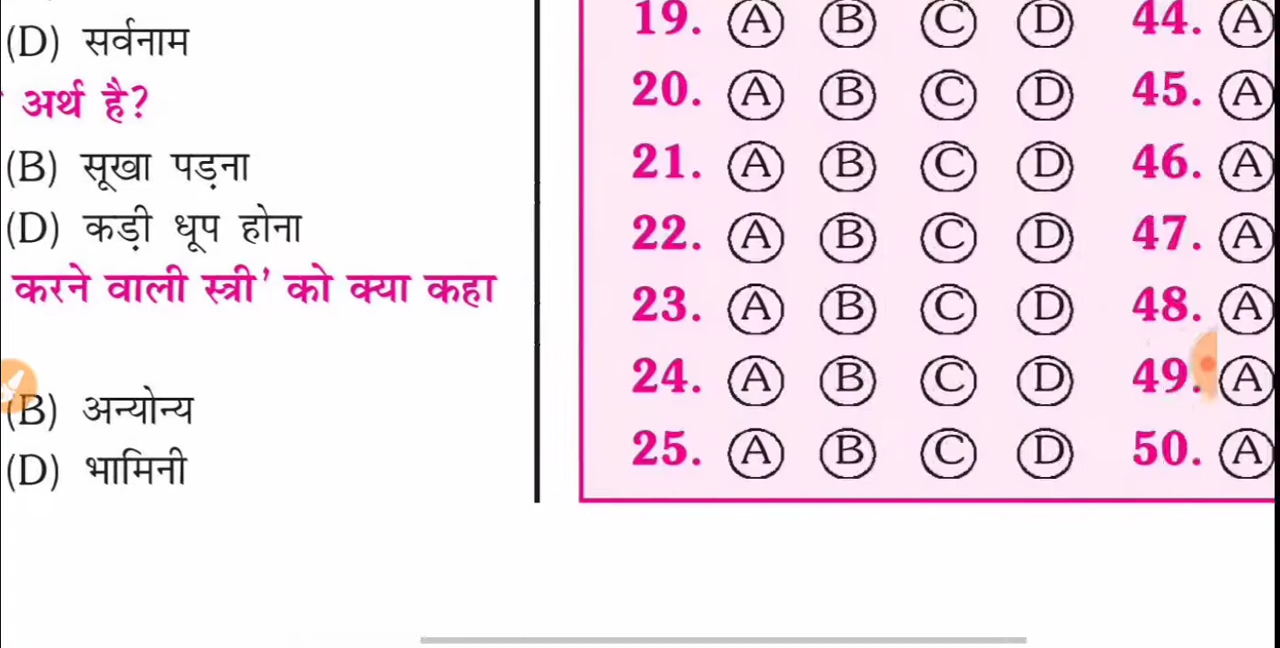 (D) सर्वनाम
अर्थ है?
(B) सूखा पड़ना
(D) कड़ी धूप होना
करने वाली स्त्री' को क्या कहा
(B) अन्योन्य
(D) भामिनी
19. A B C D 44. A
20. A B C D 45. A
21. A B C D 46. A
22. A B C D 47. A
23. A B C D 48. A
24. A B C D 49. A
25. A B C D 50. A